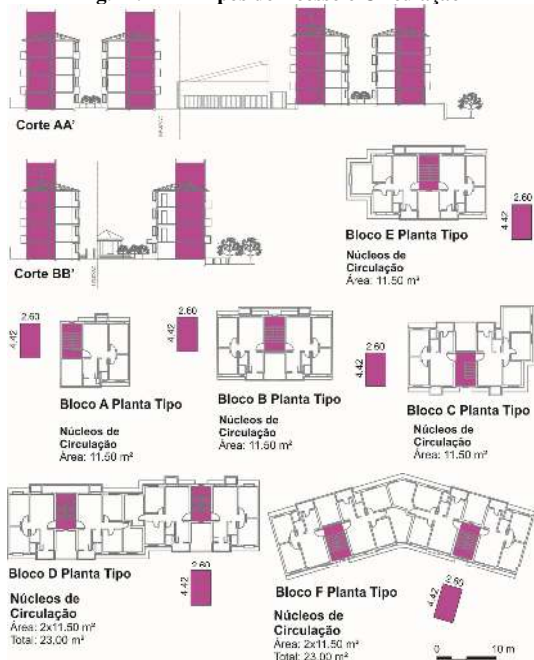 Corte AA'
Corte BB'
2.60
4.42
Bloco E Planta Tipo
Núcleos de
Circulação
Área: 11.50 m²
2.60
4.42
Bloco A Planta Tipo
Núcleos de
Circulação
Área: 11.50 m²
2.60
4.42
Bloco B Planta Tipo
Núcleos de
Circulação
Área: 11.50 m²
2.60
4.42
Bloco C Planta Tipo
Núcleos de
Circulação
Área: 11.50 m²
2.60
4.42
Bloco D Planta Tipo
Núcleos de
Circulação
Área: 2x11.50 m²
Total: 23,00 m²
2.60
4.42
Bloco F Planta Tipo
Núcleos de
Circulação
Área: 2x11.50 m²
Total: 23.00 m²
0 10 m